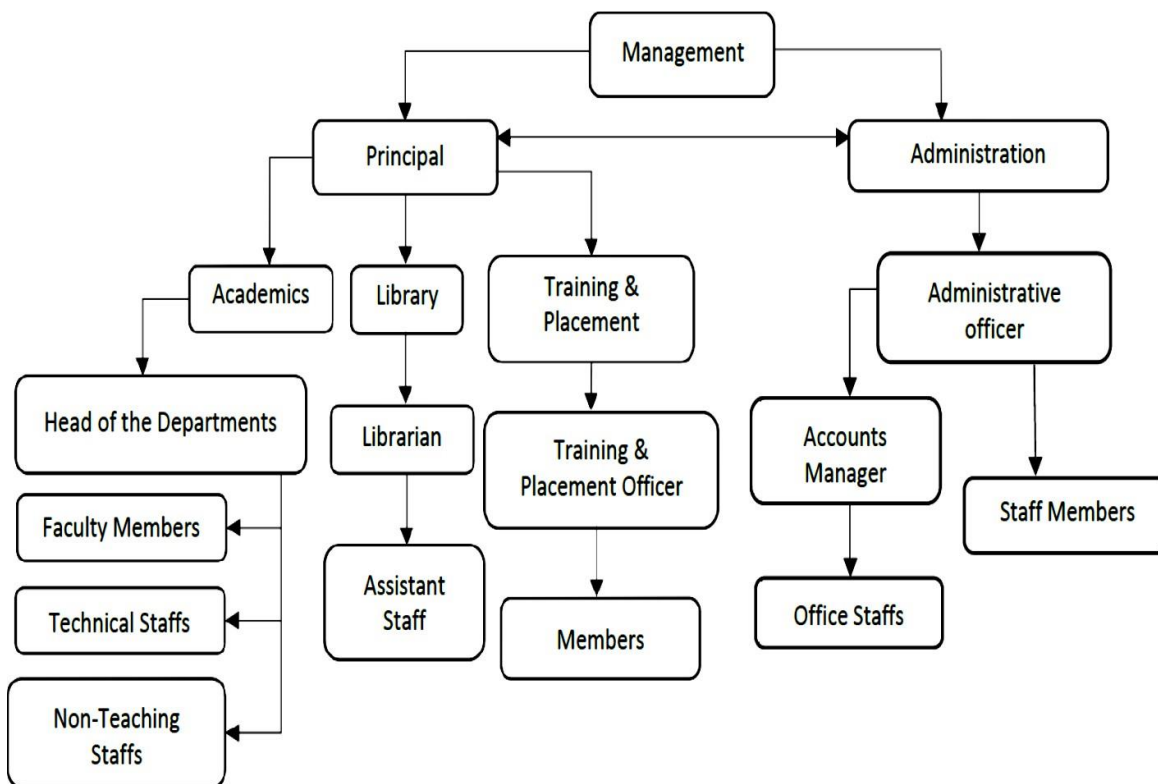 Management
Principal
Administration
Academics
Library
Training &
Placement
Administrative
officer
Head of the Departments
Librarian
Training &
Placement Officer
Accounts
Manager
Staff Members
Faculty Members
Technical Staffs
Non-Teaching
Staffs
Assistant
Staff
Members
Office Staffs